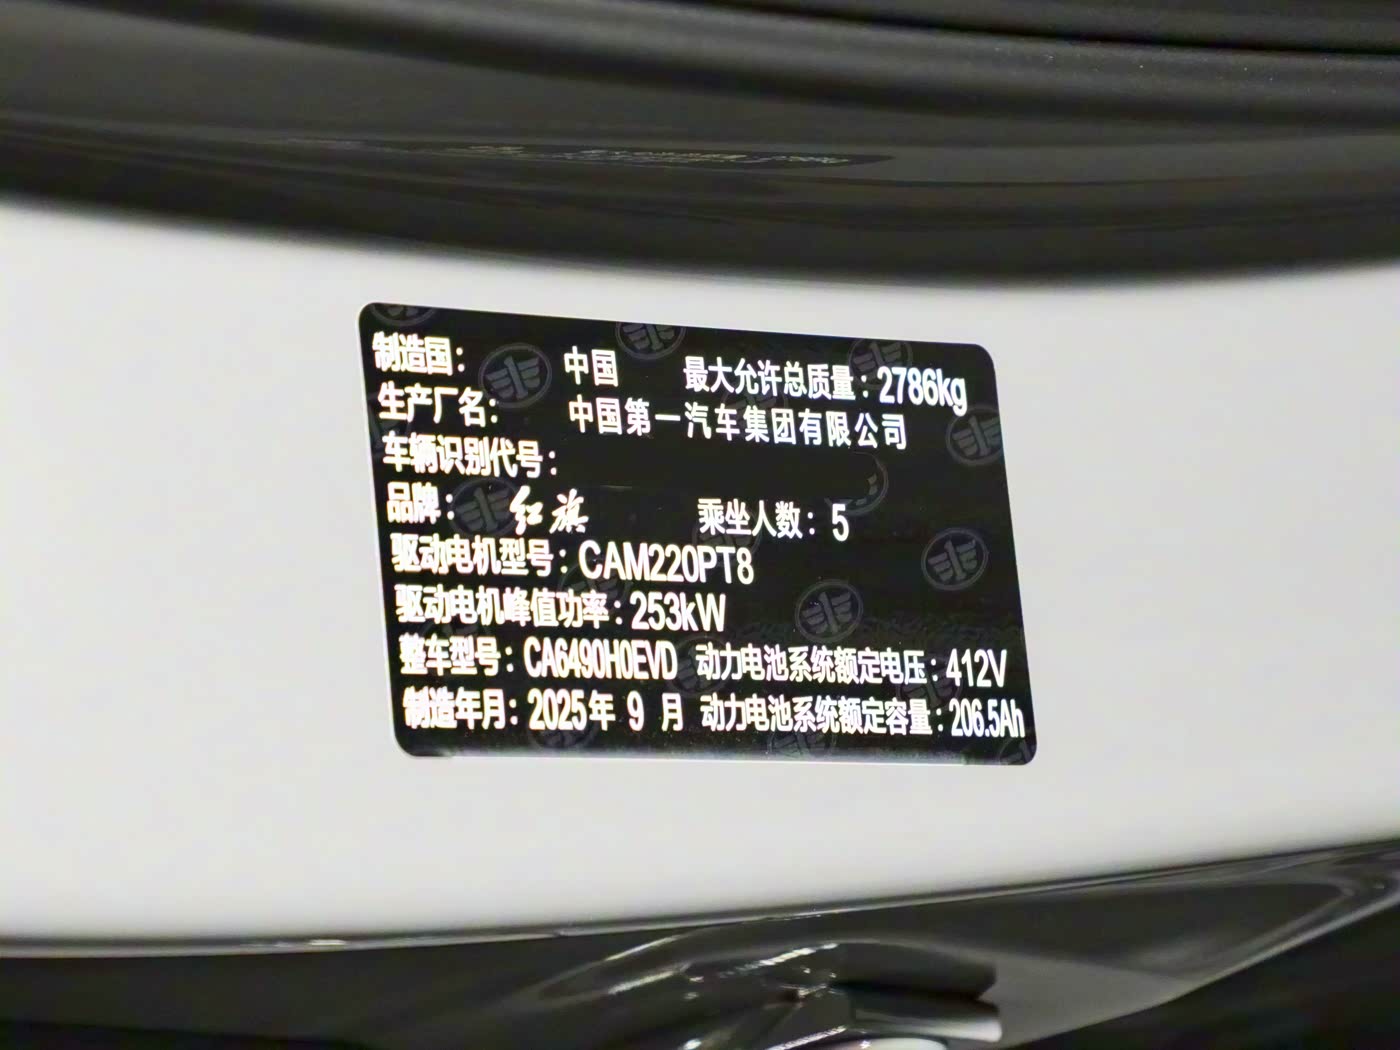 制造国： 中国 最大允许总质量：2786kg
生产厂名： 中国第一汽车集团有限公司
车辆识别代号：
品牌： 红旗 乘坐人数：5
驱动电机型号：CAM220PT8
驱动电机峰值功率：253kW
整车型号：CA6490H0EVD 动力电池系统额定电压：412V
制造年月：2025年 9 月 动力电池系统额定容量：206.5Ah